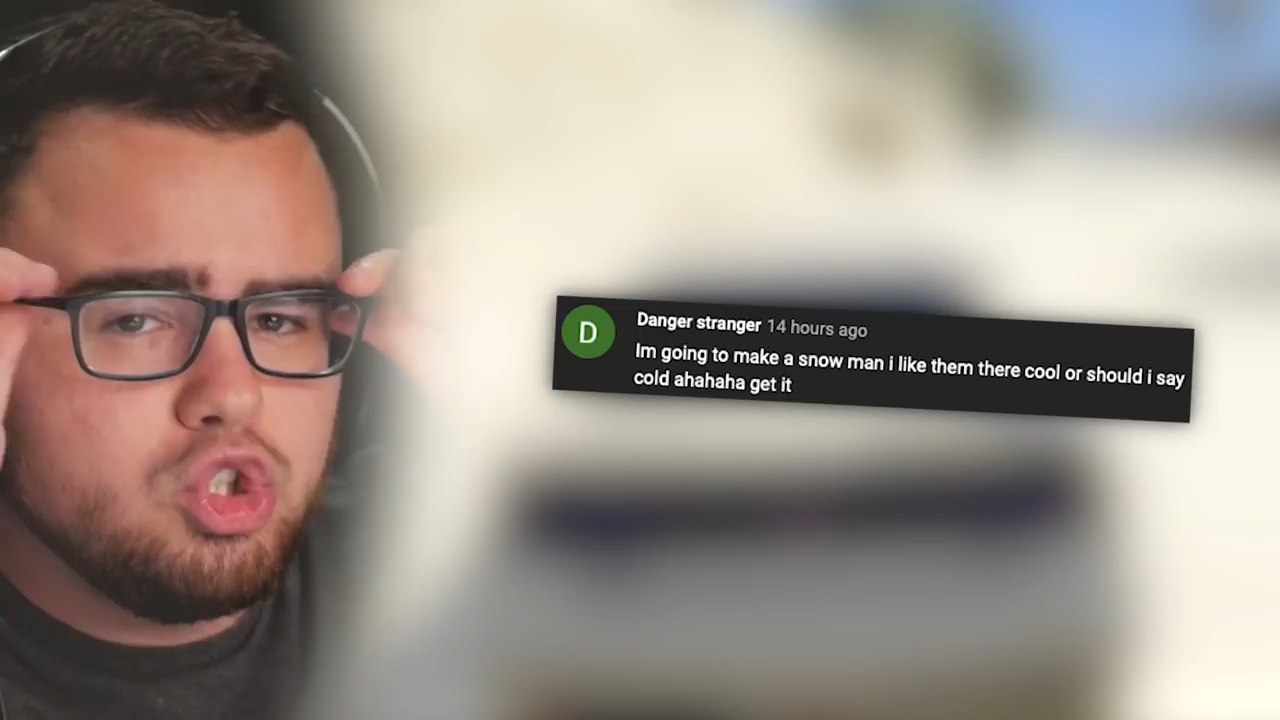 D
Danger stranger 14 hours ago
Im going to make a snow man i like them there cool or should i say
cold ahahaha get it